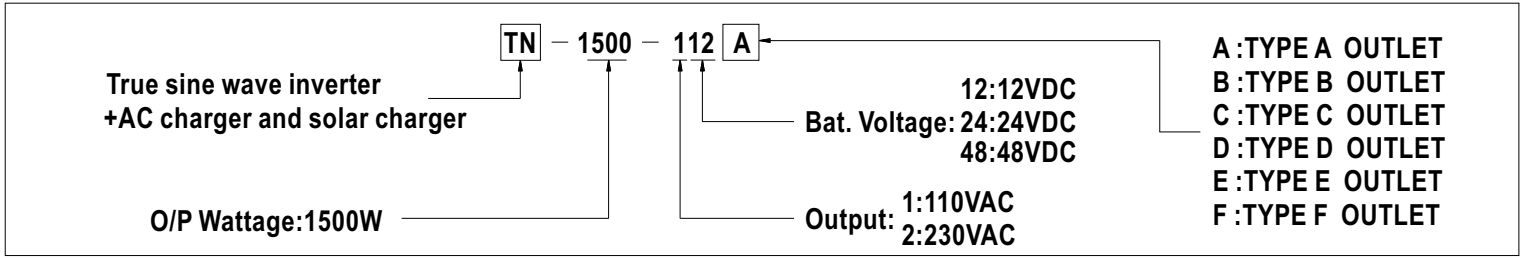 TN – 1500 – 112 A
True sine wave inverter
+AC charger and solar charger
O/P Wattage:1500W
12:12VDC
Bat. Voltage: 24:24VDC
48:48VDC
Output: 1:110VAC
2:230VAC
A :TYPE A OUTLET
B :TYPE B OUTLET
C :TYPE C OUTLET
D :TYPE D OUTLET
E :TYPE E OUTLET
F :TYPE F OUTLET